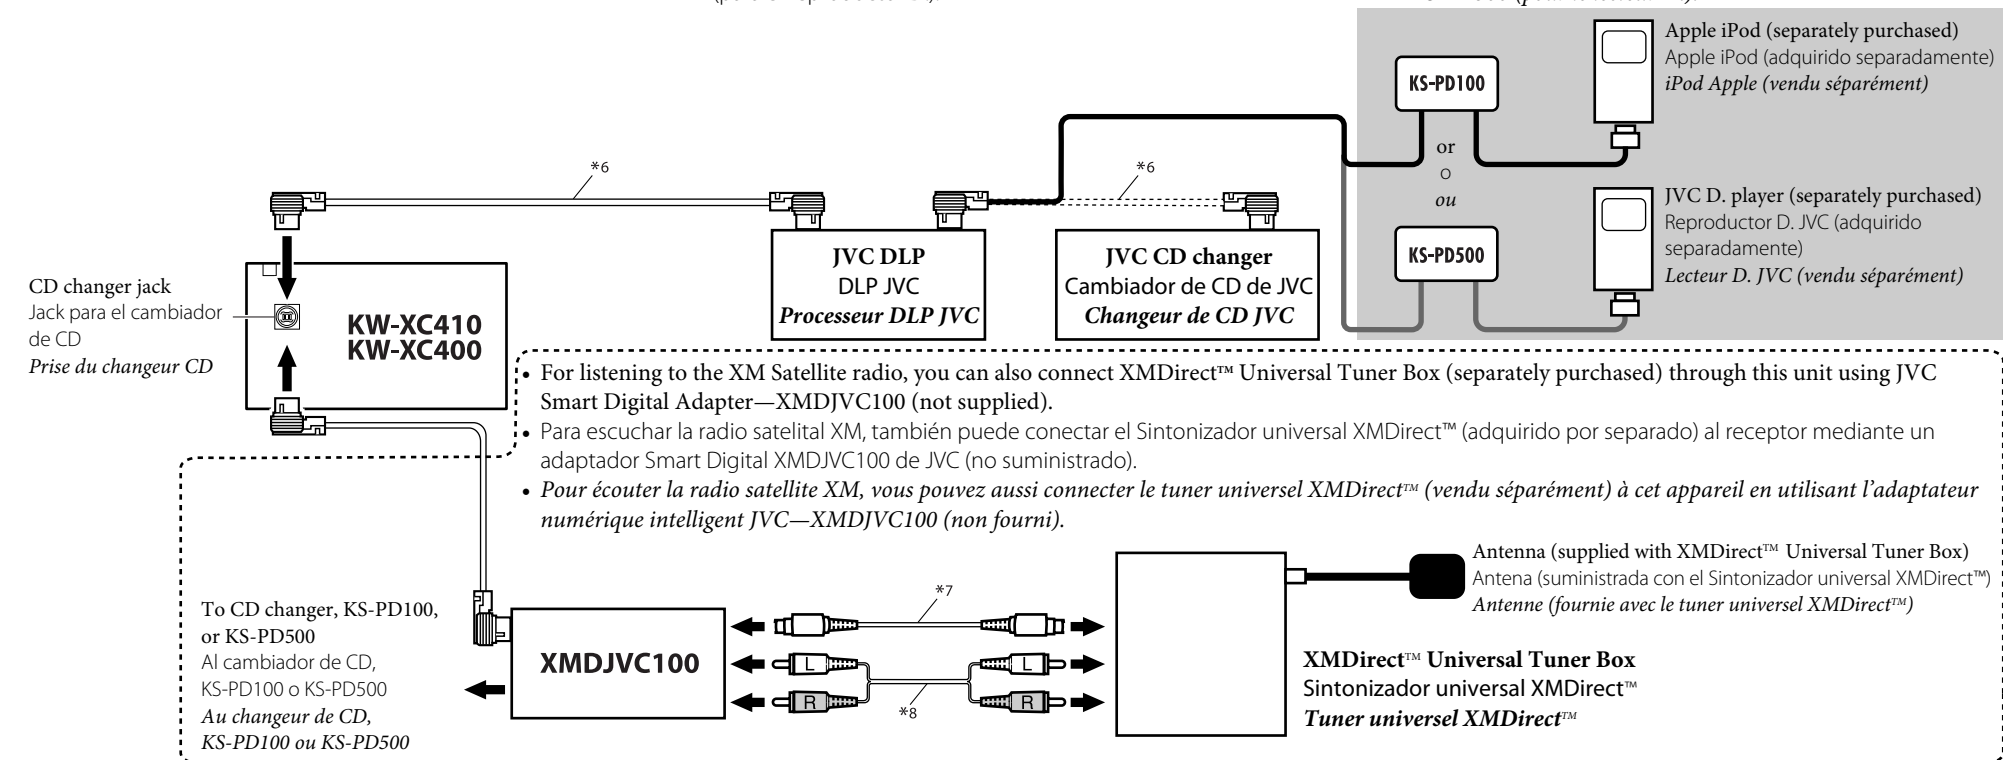 Apple iPod (separately purchased)
Apple iPod (adquirido separadamente)
iPod Apple (vendu séparément)
KS-PD100
or
o
ou
*6
*6
JVC D. player (separately purchased)
Reproductor D. JVC (adquirido
separadamente)
Lecteur D. JVC (vendu séparément)
KS-PD500
JVC DLP
DLP JVC
Processeur DLP JVC
JVC CD changer
Cambiador de CD de JVC
Changeur de CD JVC
CD changer jack
Jack para el cambiador
de CD
Prise du changeur CD
KW-XC410
KW-XC400
• For listening to the XM Satellite radio, you can also connect XMDirect™ Universal Tuner Box (separately purchased) through this unit using JVC
Smart Digital Adapter—XMDJVC100 (not supplied).
• Para escuchar la radio satelital XM, también puede conectar el Sintonizador universal XMDirect™ (adquirido por separado) al receptor mediante un
adaptador Smart Digital XMDJVC100 de JVC (no suministrado).
• Pour écouter la radio satellite XM, vous pouvez aussi connecter le tuner universel XMDirect™ (vendu séparément) à cet appareil en utilisant l'adaptateur
numérique intelligent JVC—XMDJVC100 (non fourni).
Antenna (supplied with XMDirect™ Universal Tuner Box)
Antena (suministrada con el Sintonizador universal XMDirect™)
Antenne (fournie avec le tuner universel XMDirect™)
To CD changer, KS-PD100,
or KS-PD500
Al cambiador de CD,
KS-PD100 o KS-PD500
Au changeur de CD,
KS-PD100 ou KS-PD500
XMDJVC100
*7
L
L
R
R
*8
XMDirect™ Universal Tuner Box
Sintonizador universal XMDirect™
Tuner universel XMDirect™